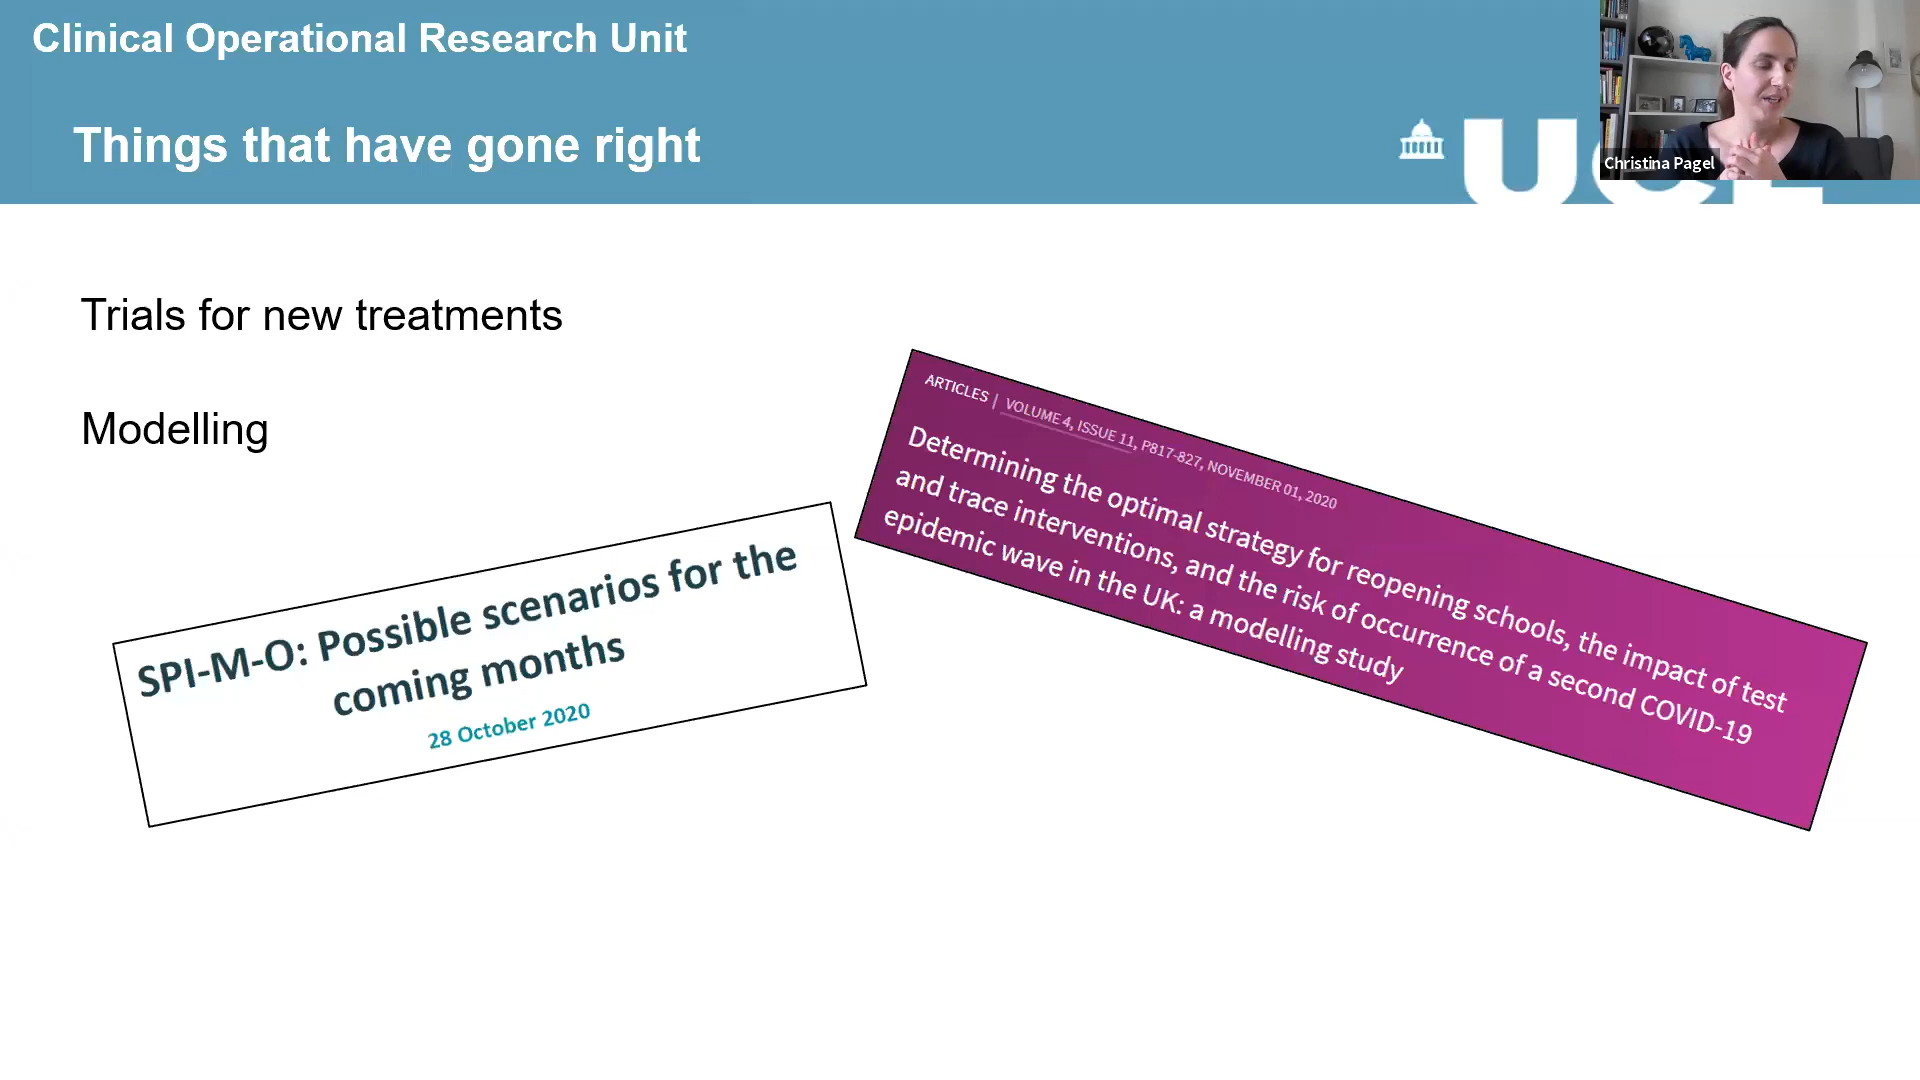 Clinical Operational Research Unit
Things that have gone right
UCL
Christina Pagel
Trials for new treatments
Modelling
ARTICLES | VOLUME 4, ISSUE 11, P817-827, NOVEMBER 01, 2020
Determining the optimal strategy for reopening schools, the impact of test
and trace interventions, and the risk of occurrence of a second COVID-19
epidemic wave in the UK: a modelling study
SPI-M-O: Possible scenarios for the
coming months
28 October 2020